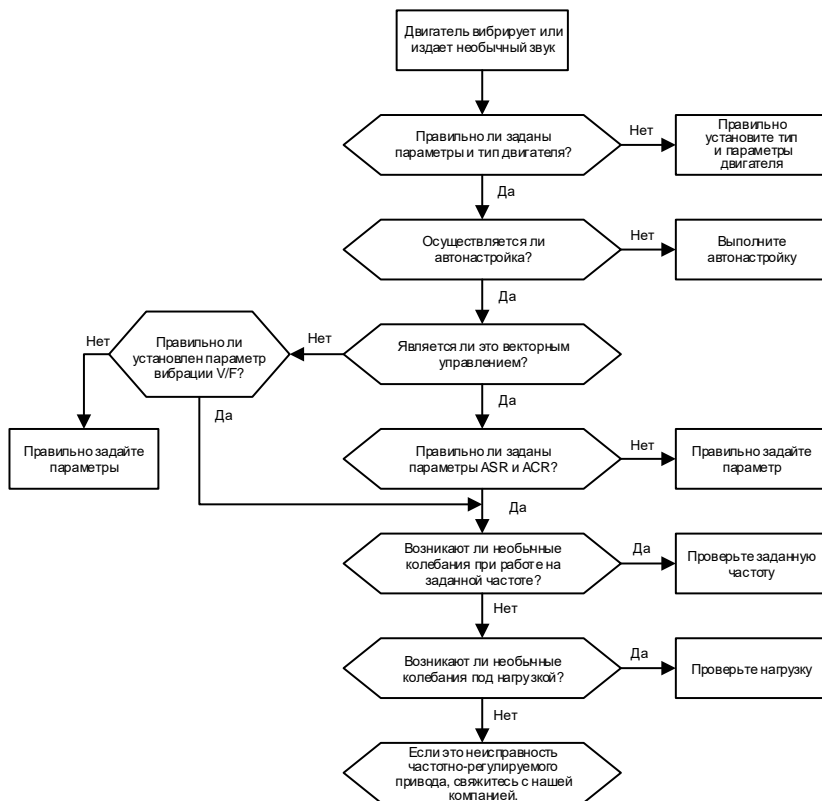 Двигатель вибрирует или
издает необычный звук
Правильно ли заданы
параметры и тип двигателя?
Нет
Правильно
установите тип
и параметры
двигателя
Да
Осуществляется ли
автонастройка?
Нет
Выполните
автонастройку
Да
Нет
Правильно ли
установлен параметр
вибрации V/F?
Нет
Является ли это векторным
управлением?
Да
Да
Правильно задайте
параметры
Правильно ли заданы
параметры ASR и ACR?
Нет
Правильно задайте
параметр
Да
Возникают ли необычные
колебания при работе на
заданной частоте?
Да
Проверьте заданную
частоту
Нет
Возникают ли необычные
колебания под нагрузкой?
Да
Проверьте нагрузку
Нет
Если это неисправность
частотно-регулируемого
привода, свяжитесь с нашей
компанией.